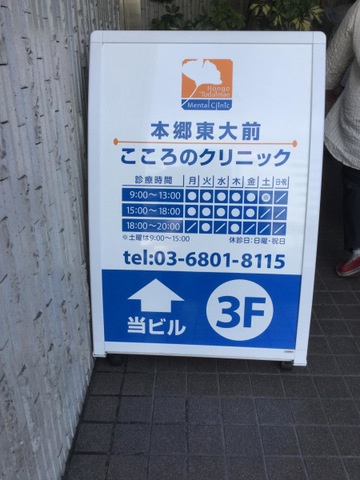 Hongo
Todaimae
Mental Clinic
本郷東大前
こころのクリニック
診療時間 月 火 水 木 金 土 日・祝
9:00〜13:00 ● ● ● ● ● ◎ /
15:00〜18:00 ● ● ● ● ● / /
18:00〜20:00 / ● / ● / / /
※土曜は9:00〜15:00 休診日:日曜・祝日
tel:03-6801-8115
当ビル 3F